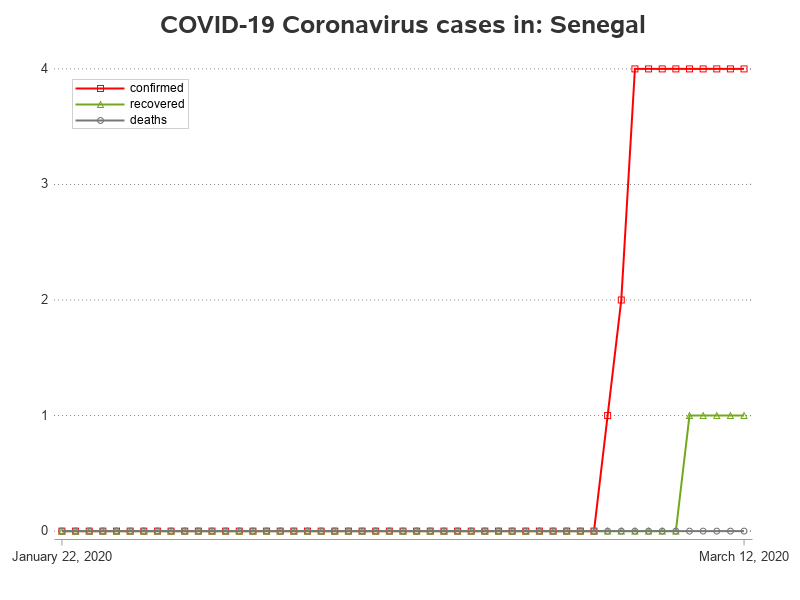 COVID-19 Coronavirus cases in: Senegal
4
confirmed
recovered
deaths
3
2
1
0
January 22, 2020
March 12, 2020